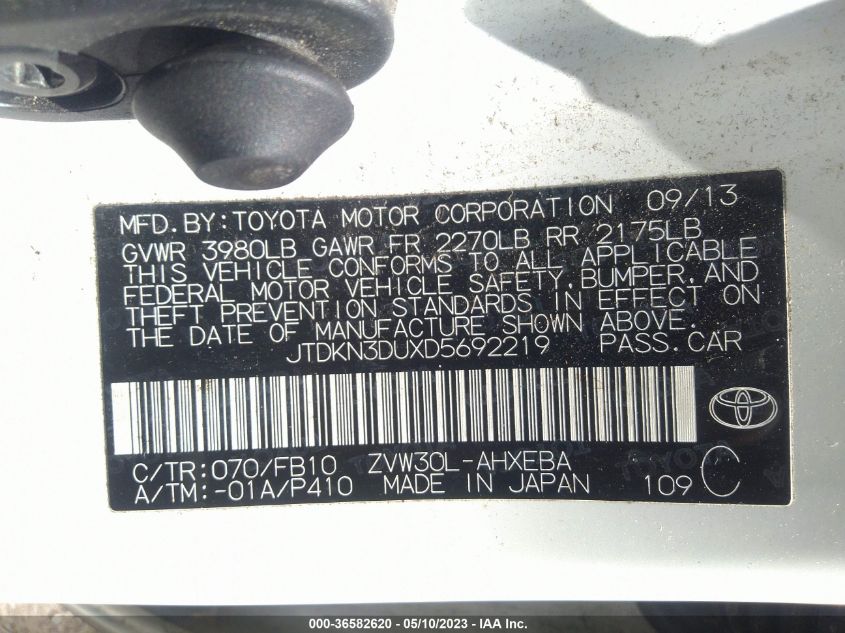 MFD.BY:TOYOTA MOTOR CORPORATION 09/13
GVWR 3980LB GAWR FR 2270LB RR 2175LB
THIS VEHICLE CONFORMS TO ALL APPLICABLE
FEDERAL MOTOR VEHICLE SAFETY,BUMPER,AND
THEFT PREVENTION STANDARDS IN EFFECT ON
THE DATE OF MANUFACTURE SHOWN ABOVE.
JTDKN3DUXD5692219 PASS.CAR
C/TR:070/FB10 ZVW30L-AHXEBA
A/TM:-01A/P410 MADE IN JAPAN 109 C
000-36582620 - 05/10/2023 - IAA Inc.